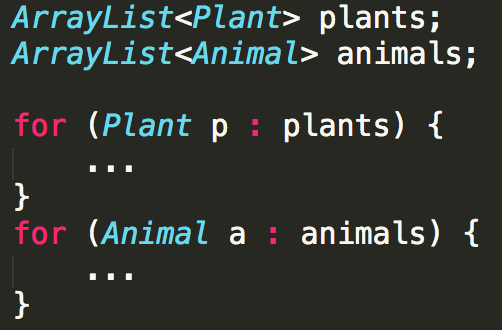 ArrayList<Plant> plants;
ArrayList<Animal> animals;
for (Plant p : plants) {
...
}
for (Animal a : animals) {
...
}